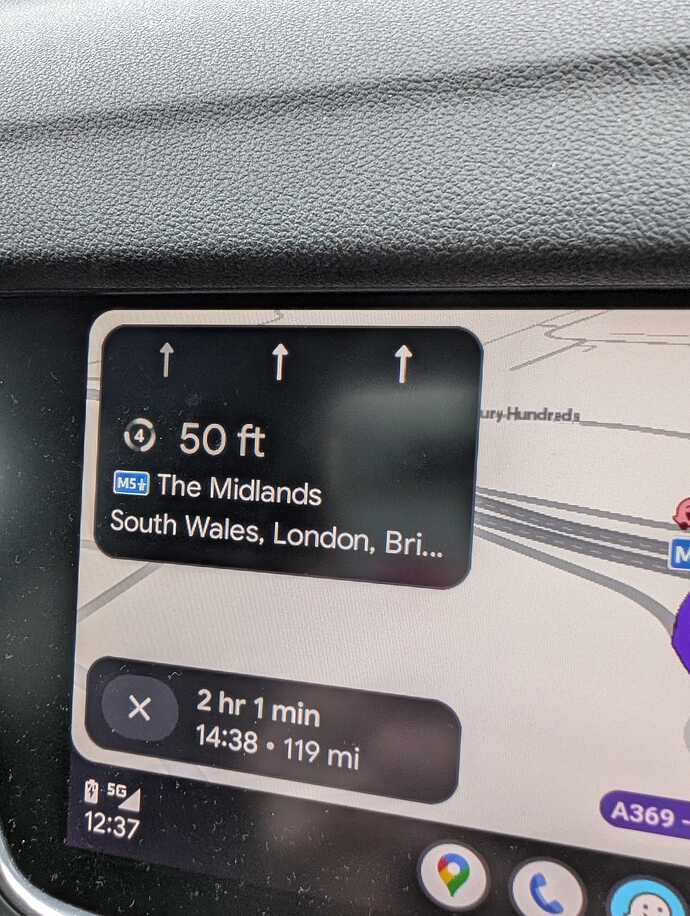 4 50 ft
M5 The Midlands
South Wales, London, Bri...
ury Hundreds
M
2 hr 1 min
14:38 • 119 mi
5G
12:37
A369 -